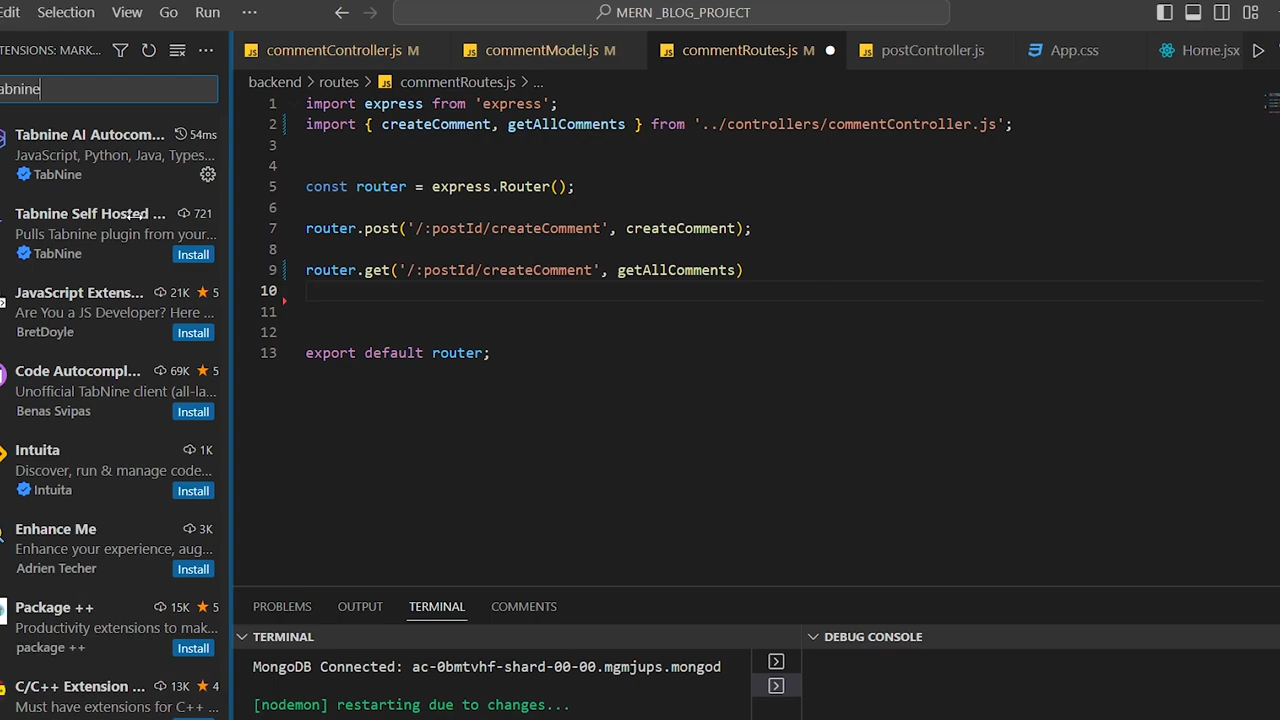 Edit Selection View Go Run ···
MERN _BLOG_PROJECT
TENSIONS: MARK... ···
abnine
Tabnine AI Autocom... 54ms
JavaScript, Python, Java, Types...
TabNine
Tabnine Self Hosted ... 721
Pulls Tabnine plugin from your...
TabNine Install
JavaScript Extens... 21K ★ 5
Are You a JS Developer? Here ...
BretDoyle Install
Code Autocompl... 69K ★ 5
Unofficial TabNine client (all-la...
Benas Svipas Install
Intuita 1K
Discover, run & manage code...
Intuita Install
Enhance Me 3K
Enhance your experience, aug...
Adrien Techer Install
Package ++ 15K ★ 5
Productivity extensions to mak...
package ++ Install
C/C++ Extension ... 13K ★ 4
Must have extensions for C++
JS commentController.js M JS commentModel.js M JS commentRoutes.js M JS postController.js App.css Home.jsx
backend > routes > JS commentRoutes.js > ...
1 import express from 'express';
2 import { createComment, getAllComments } from '../controllers/commentController.js';
3
4
5 const router = express.Router();
6
7 router.post('/:postId/createComment', createComment);
8
9 router.get('/:postId/createComment', getAllComments)
10
11
12
13 export default router;
PROBLEMS OUTPUT TERMINAL COMMENTS
TERMINAL
MongoDB Connected: ac-0bmtvhf-shard-00-00.mgmjups.mongod
[nodemon] restarting due to changes...
DEBUG CONSOLE